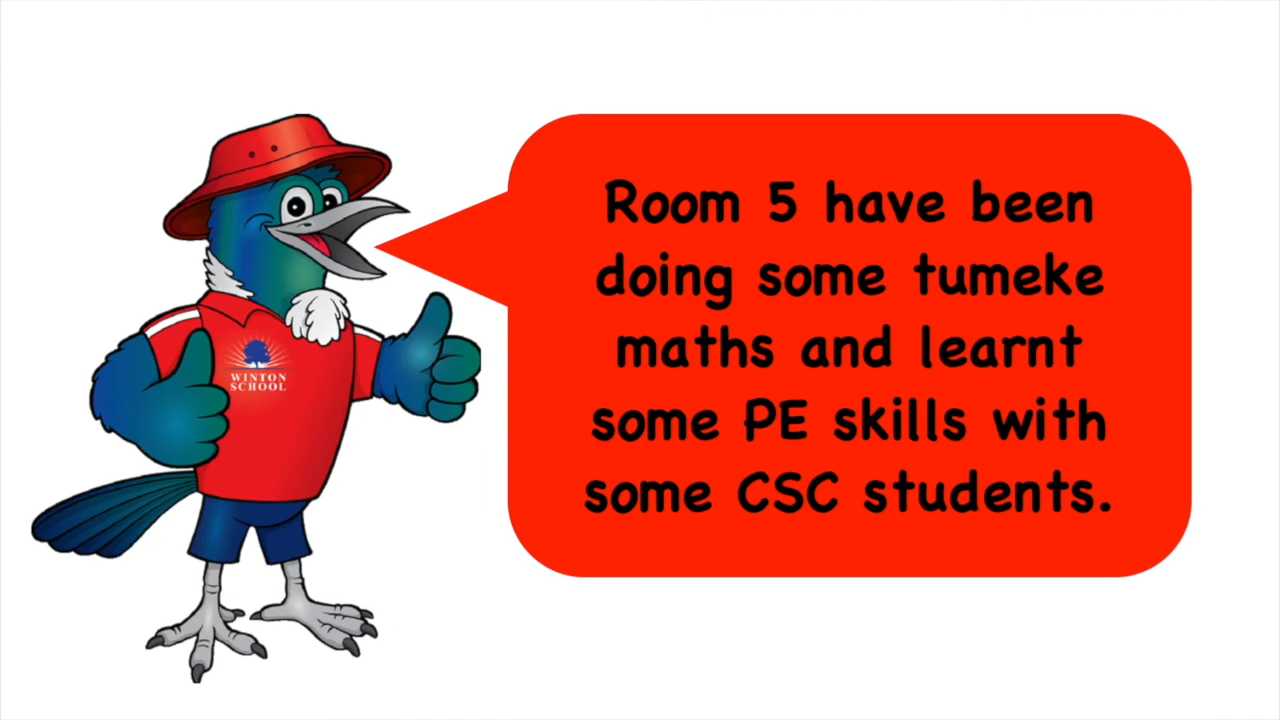 WINTON
SCHOOL
Room 5 have been
doing some tumeke
maths and learnt
some PE skills with
some CSC students.